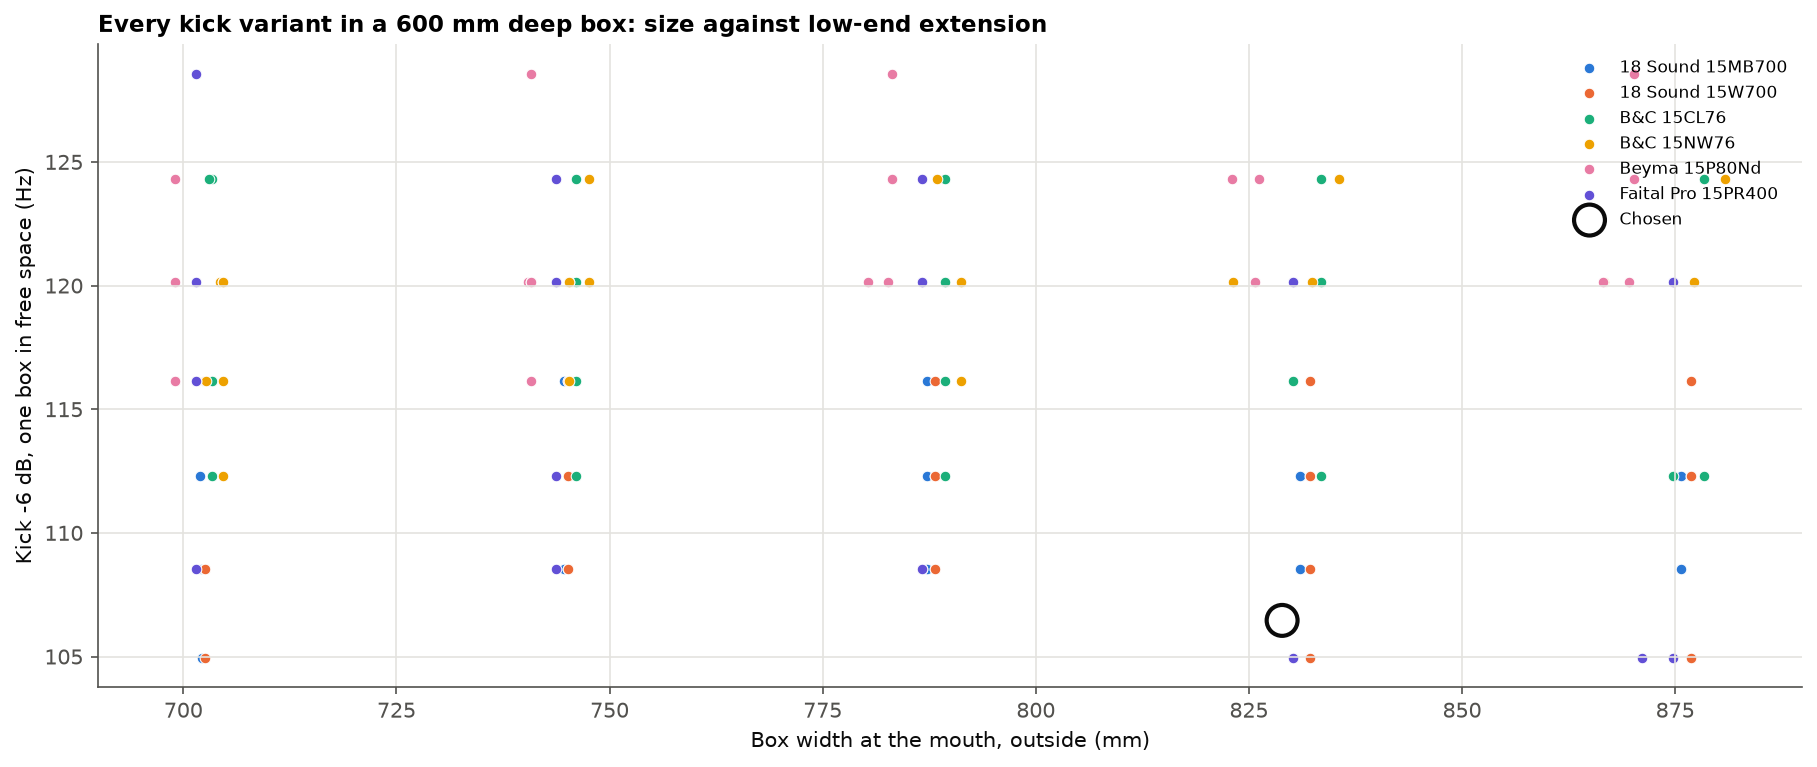 Every kick variant in a 600 mm deep box: size against low-end extension
18 Sound 15MB700
18 Sound 15W700
B&C 15CL76
B&C 15NW76
Beyma 15P80Nd
Faital Pro 15PR400
Chosen
Kick -6 dB, one box in free space (Hz)
125
120
115
110
105
700 725 750 775 800 825 850 875
Box width at the mouth, outside (mm)